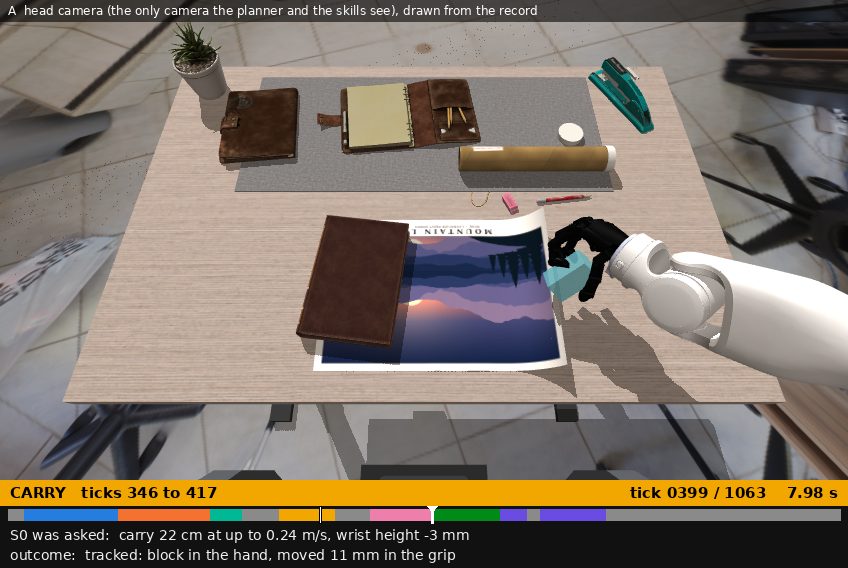 A head camera (the only camera the planner and the skills see), drawn from the record
MOUNTAIN L
CARRY ticks 346 to 417
tick 0399 / 1063 7.98 s
S0 was asked: carry 22 cm at up to 0.24 m/s, wrist height -3 mm
outcome: tracked: block in the hand, moved 11 mm in the grip